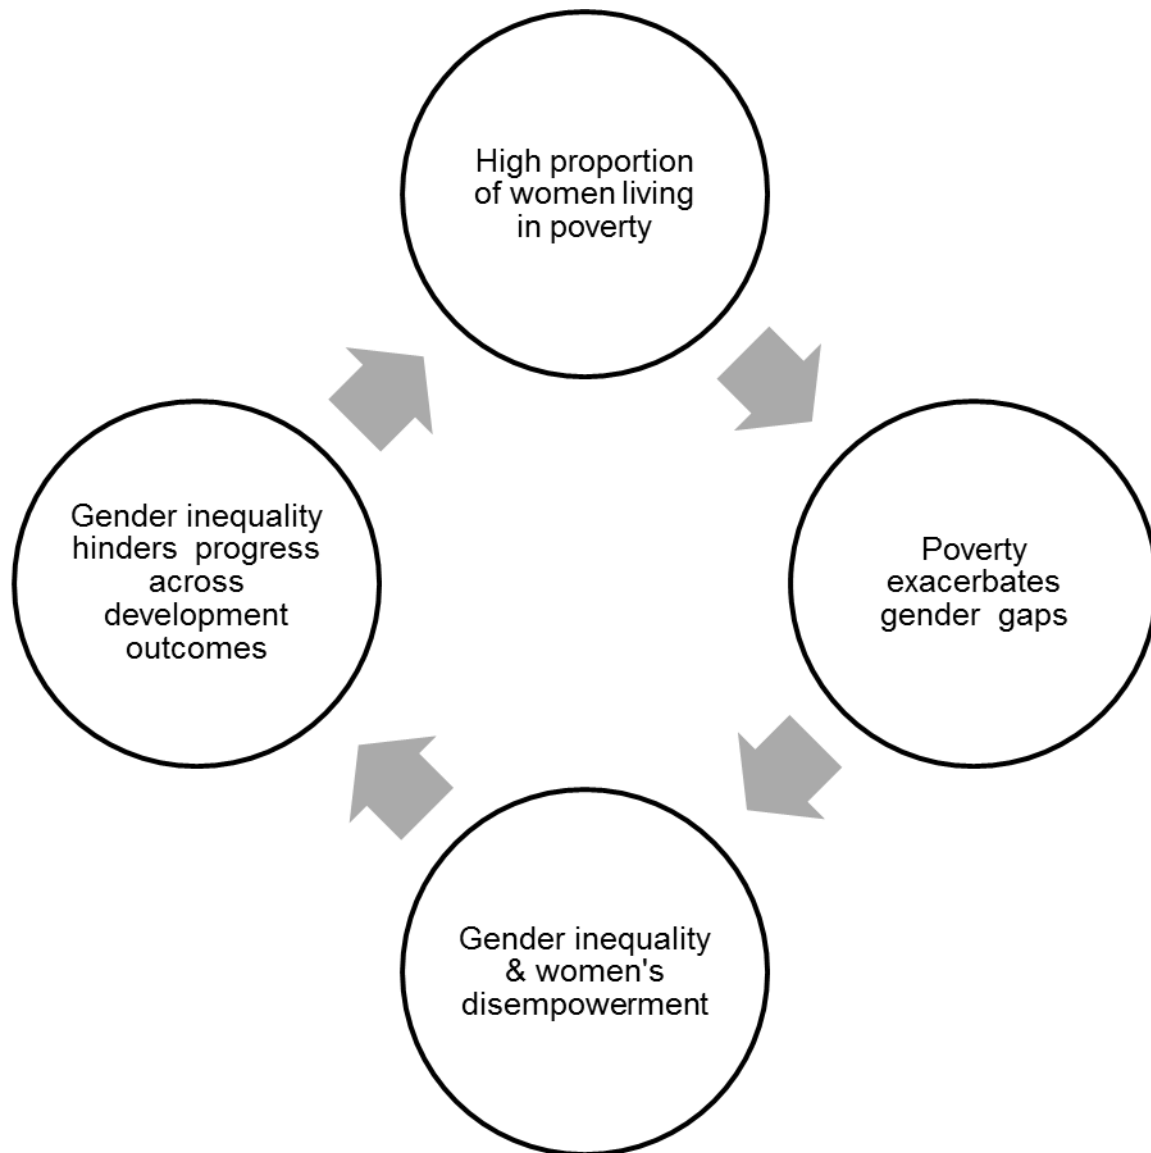 High proportion
of women living
in poverty
Poverty
exacerbates
gender gaps
Gender inequality
& women's
disempowerment
Gender inequality
hinders progress
across
development
outcomes